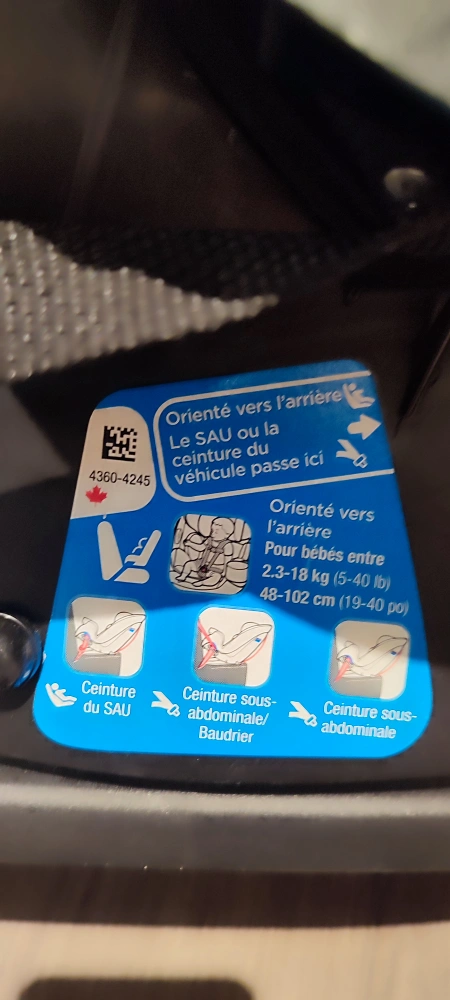 Orienté vers l'arrière
Le SAU ou la
ceinture du
véhicule passe ici
4360-4245
Orienté vers
l'arrière
Pour bébés entre
2.3-18 kg (5-40 lb)
48-102 cm (19-40 po)
Ceinture
du SAU
Ceinture sous-
abdominale/
Baudrier
Ceinture sous-
abdominale